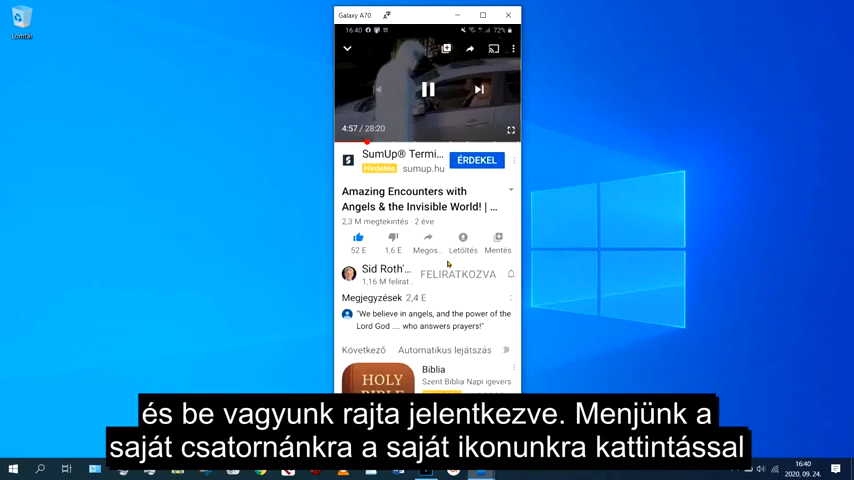 Lomtár
Galaxy A70
16:40
72%
4:57 / 28:20
SumUp® Termi...
ÉRDEKEL
Hirdetés
sumup.hu
Amazing Encounters with
Angels & the Invisible World! | ...
2,3 M megtekintés · 2 éve
52 E
1,6 E
Megos...
Letöltés
Mentés
Sid Roth'...
FELIRATKOZVA
1,16 M felirat...
Megjegyzések 2,4 E
"We believe in angels, and the power of the
Lord God .... who answers prayers!"
Következő
Automatikus lejátszás
Biblia
Szent Biblia Napi igevers
HOLY
és be vagyunk rajta jelentkezve. Menjünk a
saját csatornánkra a saját ikonunkra kattintással
16:40
2020. 09. 24.